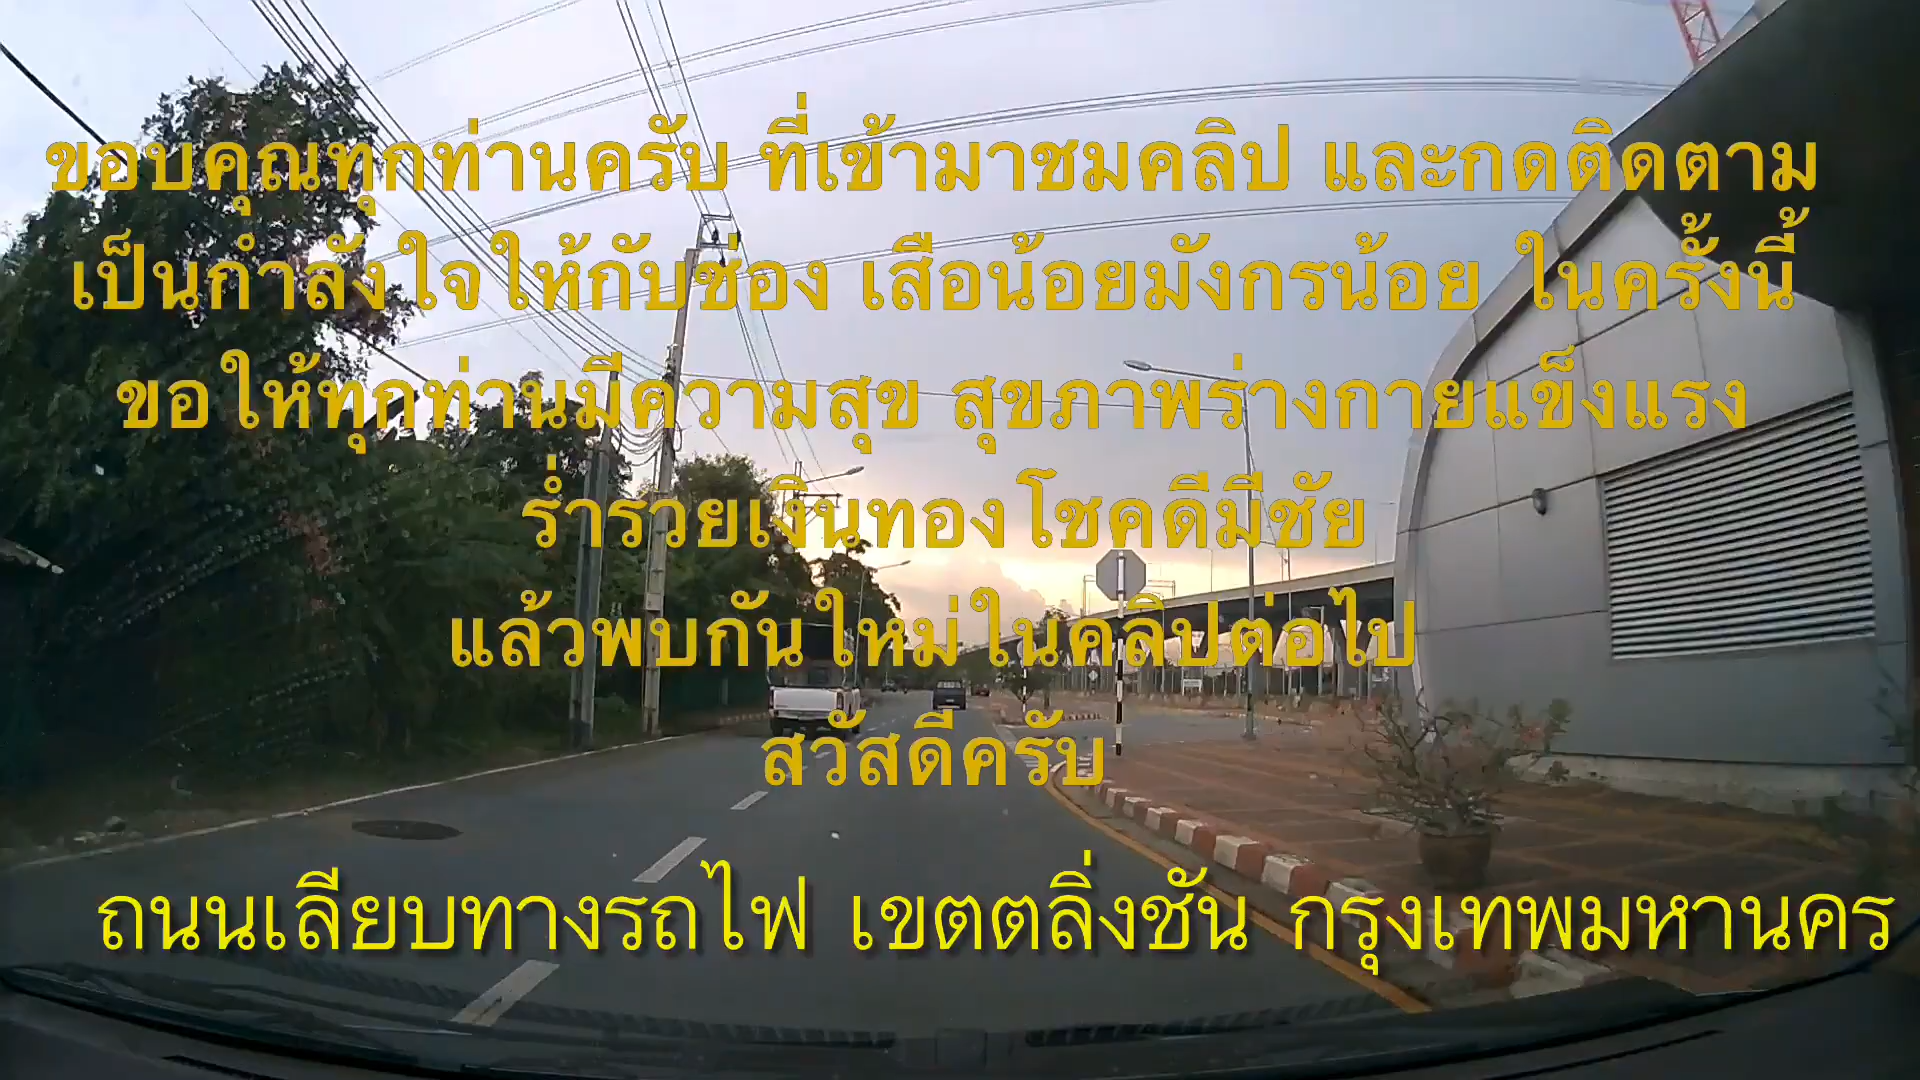 ขอบคุณทุกท่านครับ ที่เข้ามาชมคลิป และกดติดตาม
เป็นกำลังใจให้กับช่อง เสือน้อยมังกรน้อย ในครั้งนี้
ขอให้ทุกท่านมีความสุข สุขภาพร่างกายแข็งแรง
ร่ำรวยเงินทองโชคดีมีชัย
แล้วพบกันใหม่ในคลิปต่อไป
สวัสดีครับ
ถนนเลียบทางรถไฟ เขตตลิ่งชัน กรุงเทพมหานคร